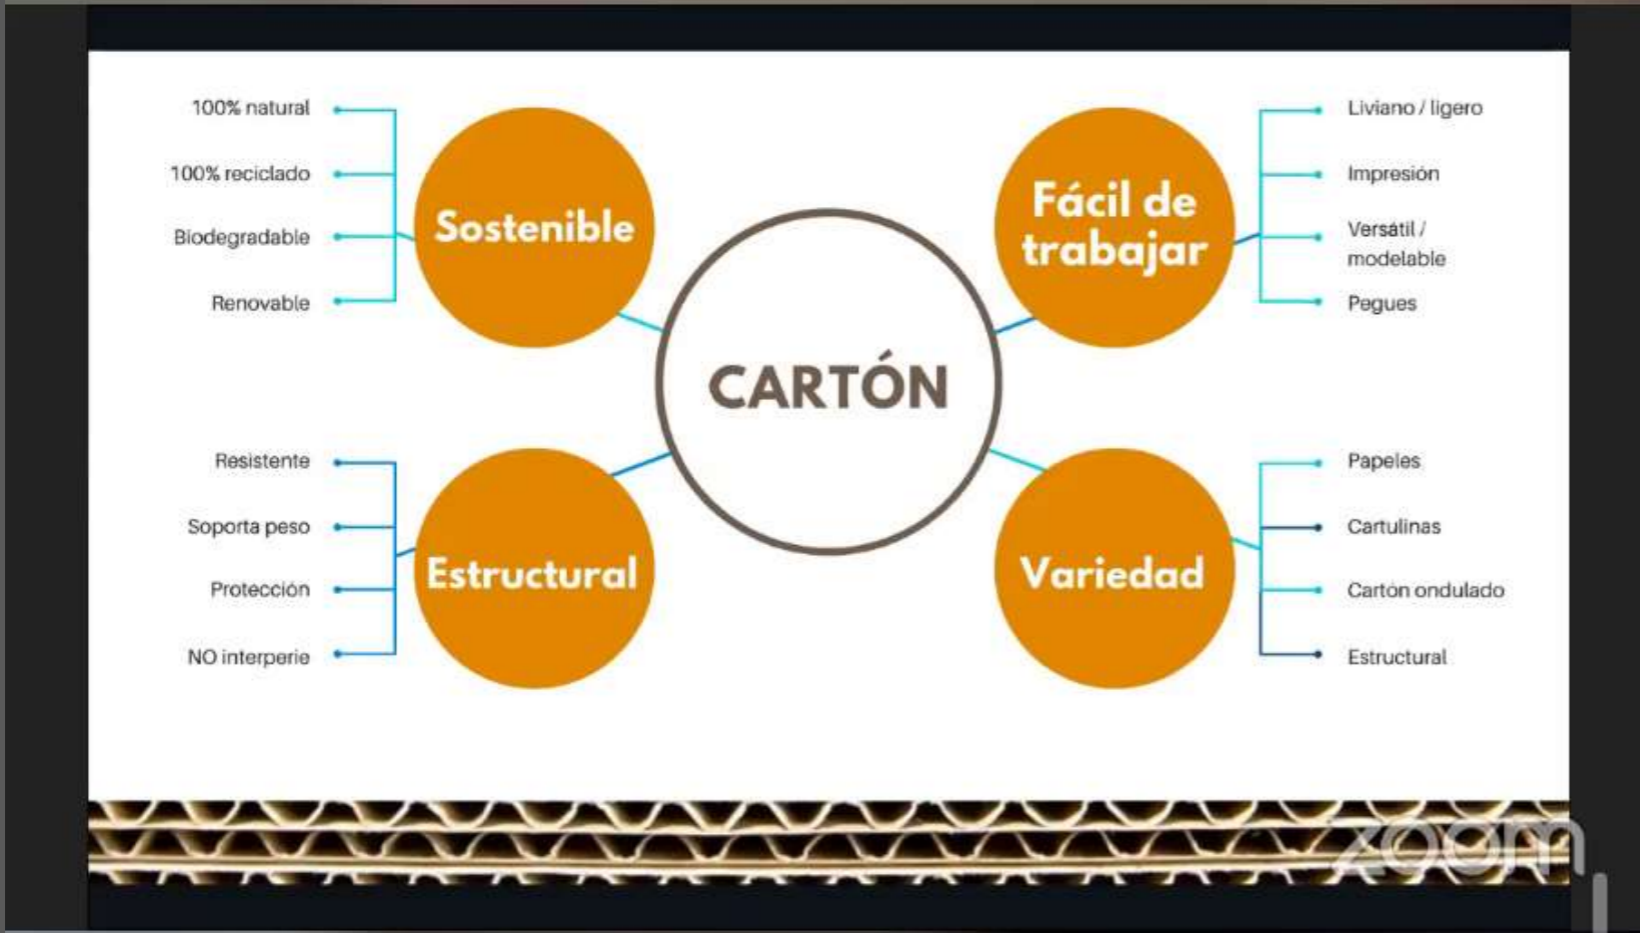 100% natural
100% reciclado
Biodegradable
Renovable
Sostenible
Fácil de
trabajar
Liviano / ligero
Impresión
Versátil /
modelable
Pegues
CARTÓN
Resistente
Soporta peso
Protección
NO interperie
Estructural
Variedad
Papeles
Cartulinas
Cartón ondulado
Estructural
zoom